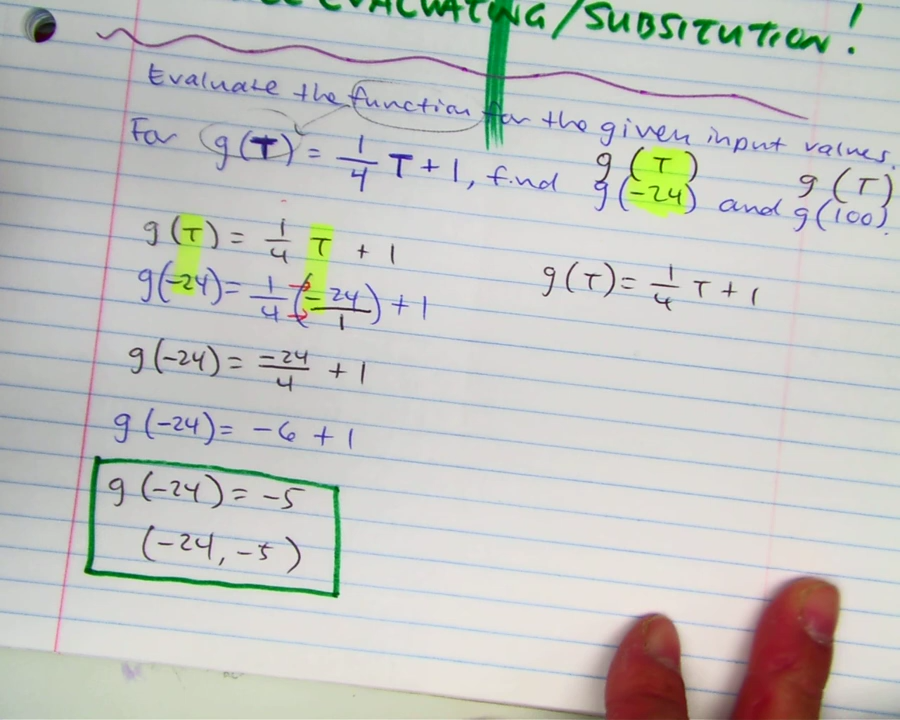 EVALUATING/SUBSITUTION!
Evaluate the function for the given input values.
For g(T) = 1/4 T + 1, find g(-24) and g(100).
g(T) g(T)
g(T) = 1/4 T + 1
g(-24) = 1/4 (-24/1) + 1
g(-24) = -24/4 + 1
g(-24) = -6 + 1
g(-24) = -5
(-24, -5)
g(T) = 1/4 T + 1